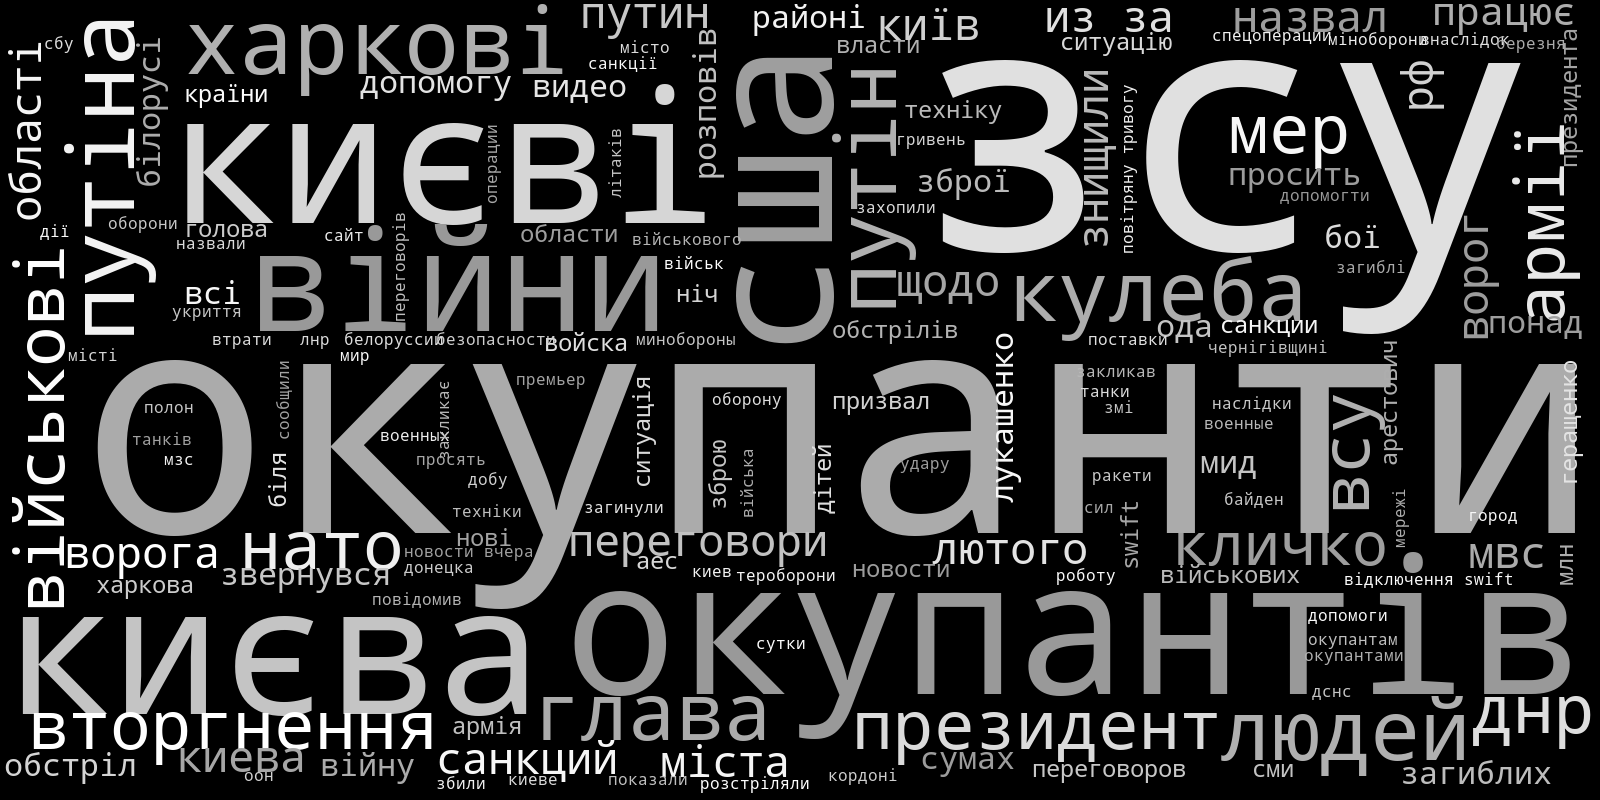 путин
районі
київ
из за
назвал
працює
сбу
харкові
місто
санкції
власти
ситуацію
спецоперации
міноборони
внаслідок
березня
області
путіна
білорусі
країни
допомогу
видео
розповів
сша
путін
техніку
гривень
зсу
знищили
повітряну тривогу
мер
рф
президента
києві
операции
літаків
зброї
захопили
просить
допомогти
армії
дії
оборони
голова
назвали
сайт
переговорів
области
військового
бої
ворог
військові
всі
укриття
війни
військ
ніч
щодо
кулеба
загиблі
місті
втрати
лнр
белоруссии
безопасности
войска
минобороны
обстрілів
ода
санкции
понад
мир
поставки
чернігівщині
окупанти
сообщили
премьер
закликає
ситуація
оборону
призвал
лукашенко
закликав
танки
змі
наслідки
арестович
геращенко
полон
танків
мзс
біля
военных
просять
добу
зброю
війська
дітей
удару
ракети
военные
мид
всу
байден
техніки
загинули
сил
swift
мережі
город
ворога
нато
нові
новости вчера
переговори
лютого
кличко
мвс
млн
харкова
звернувся
донецка
аес
киев
тероборони
новости
роботу
військових
відключення swift
повідомив
києва
окупантів
допомоги
сутки
окупантам
окупантами
дснс
вторгнення
армія
глава
президент
людей
днр
обстріл
киева
оон
війну
санкций
міста
сумах
переговоров
сми
загиблих
збили
киеве
показали
розстріляли
кордоні